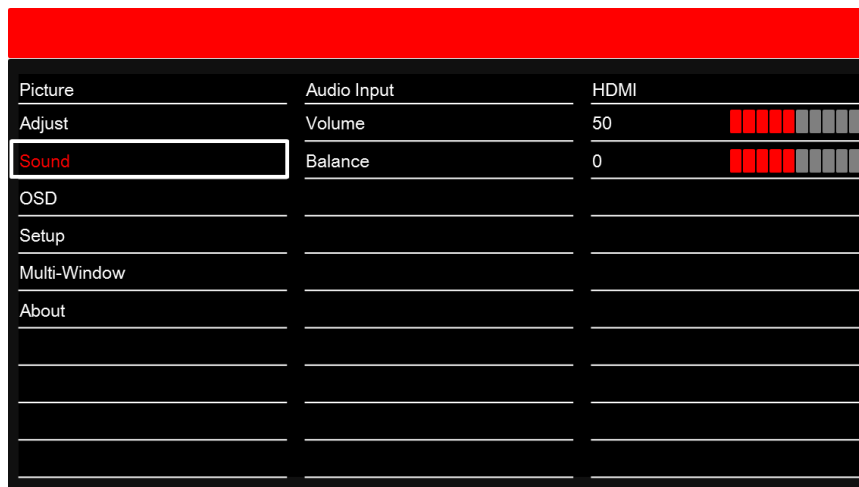 Picture Audio Input HDMI
Adjust Volume 50
Sound Balance 0
OSD
Setup
Multi-Window
About